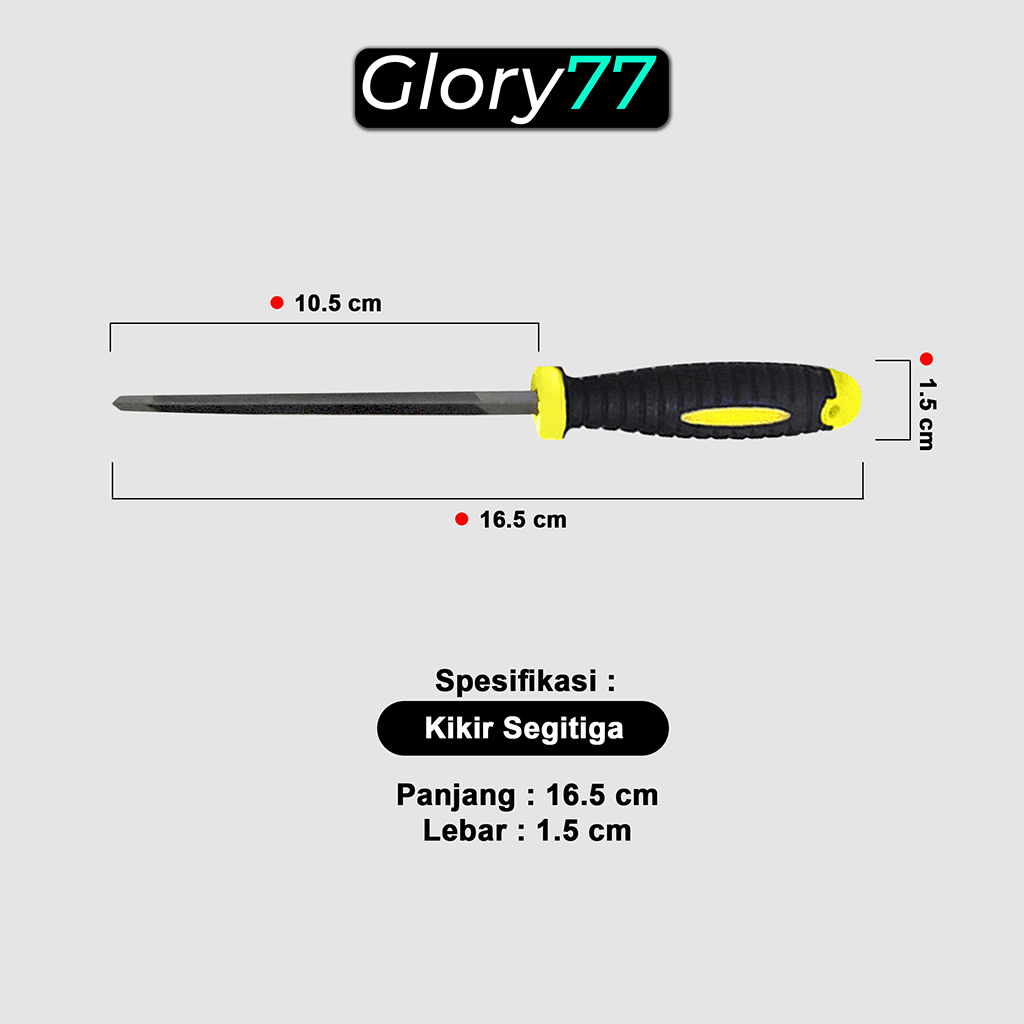 Glory77
10.5 cm
1.5 cm
16.5 cm
Spesifikasi :
Kikir Segitiga
Panjang : 16.5 cm
Lebar : 1.5 cm